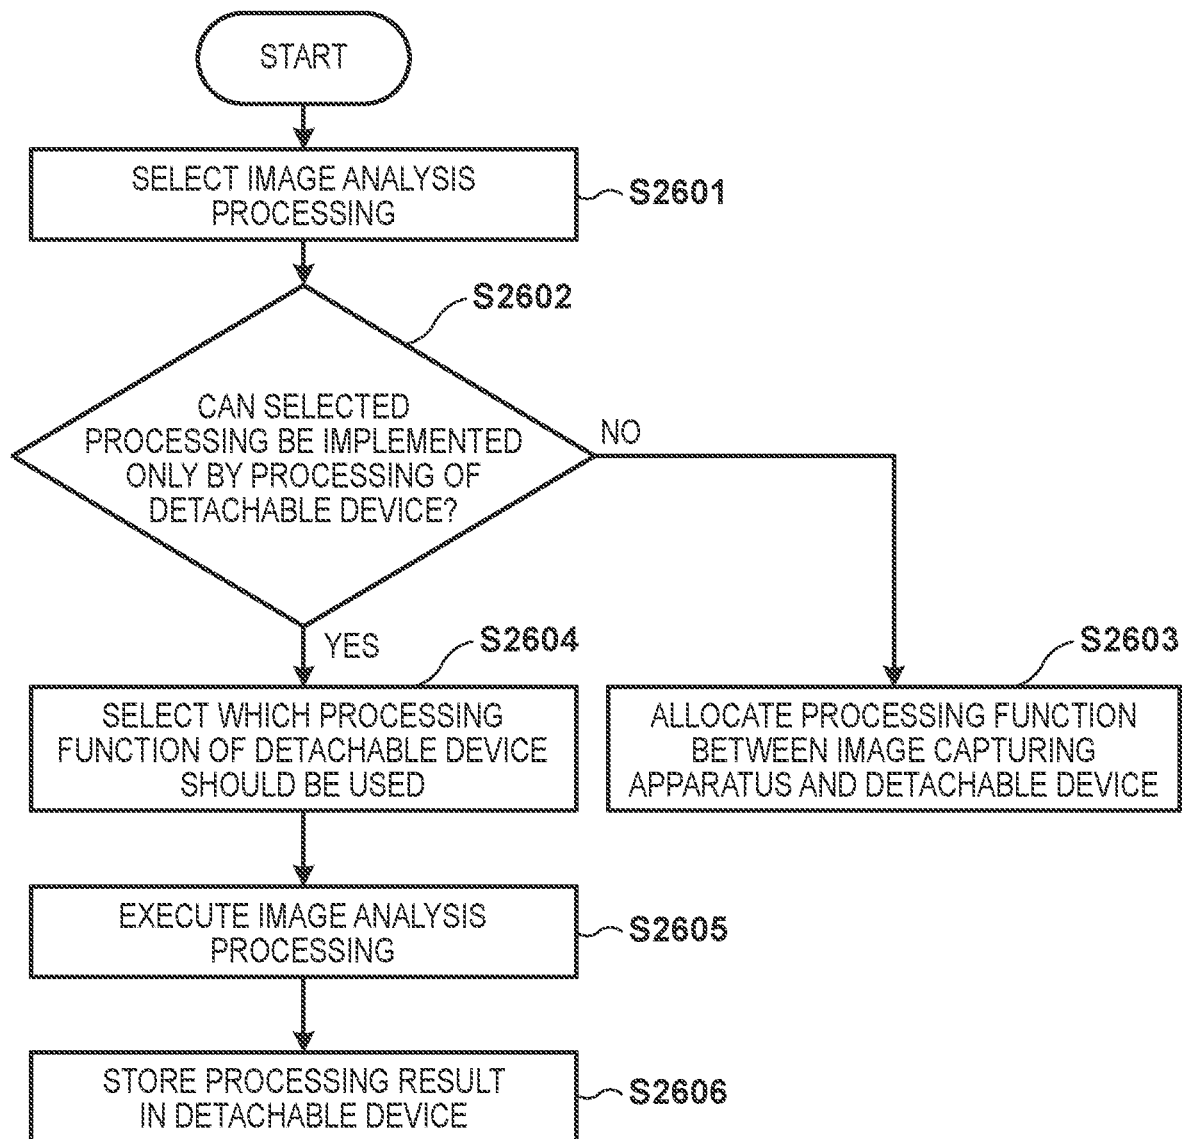 START
SELECT IMAGE ANALYSIS
PROCESSING
S2601
S2602
CAN SELECTED
PROCESSING BE IMPLEMENTED
ONLY BY PROCESSING OF
DETACHABLE DEVICE?
NO
YES
S2604
SELECT WHICH PROCESSING
FUNCTION OF DETACHABLE DEVICE
SHOULD BE USED
S2603
ALLOCATE PROCESSING FUNCTION
BETWEEN IMAGE CAPTURING
APPARATUS AND DETACHABLE DEVICE
EXECUTE IMAGE ANALYSIS
PROCESSING
S2605
STORE PROCESSING RESULT
IN DETACHABLE DEVICE
S2606